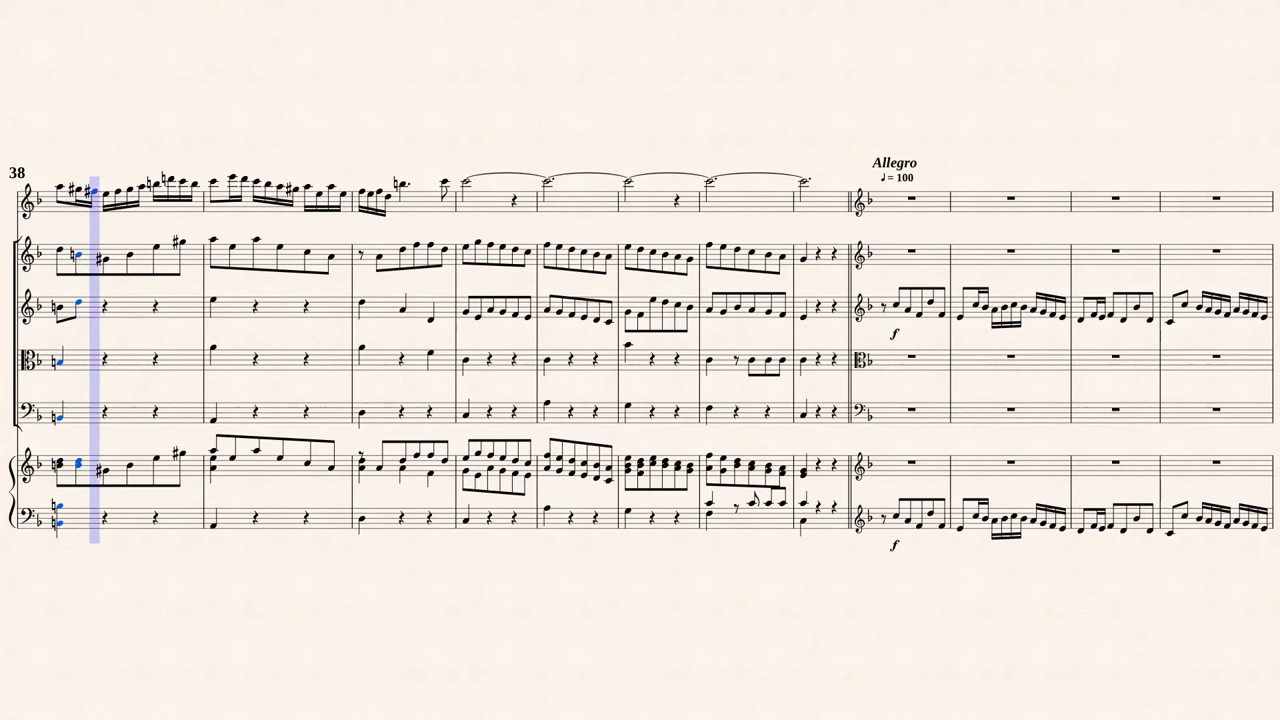 38
Allegro
♩ = 100
f
f